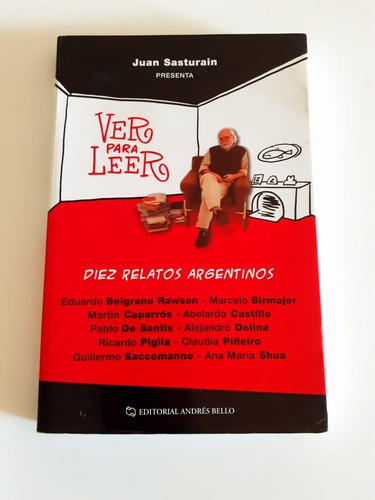 Juan Sasturain
PRESENTA
VER
PARA
LEER
DIEZ RELATOS ARGENTINOS
Eduardo Belgrano Rawson - Marcelo Birmajer
Martín Caparrós - Abelardo Castillo
Pablo De Santis - Alejandro Dolina
Ricardo Piglia - Claudia Piñeiro
Guillermo Saccomanno - Ana María Shua
EDITORIAL ANDRÉS BELLO